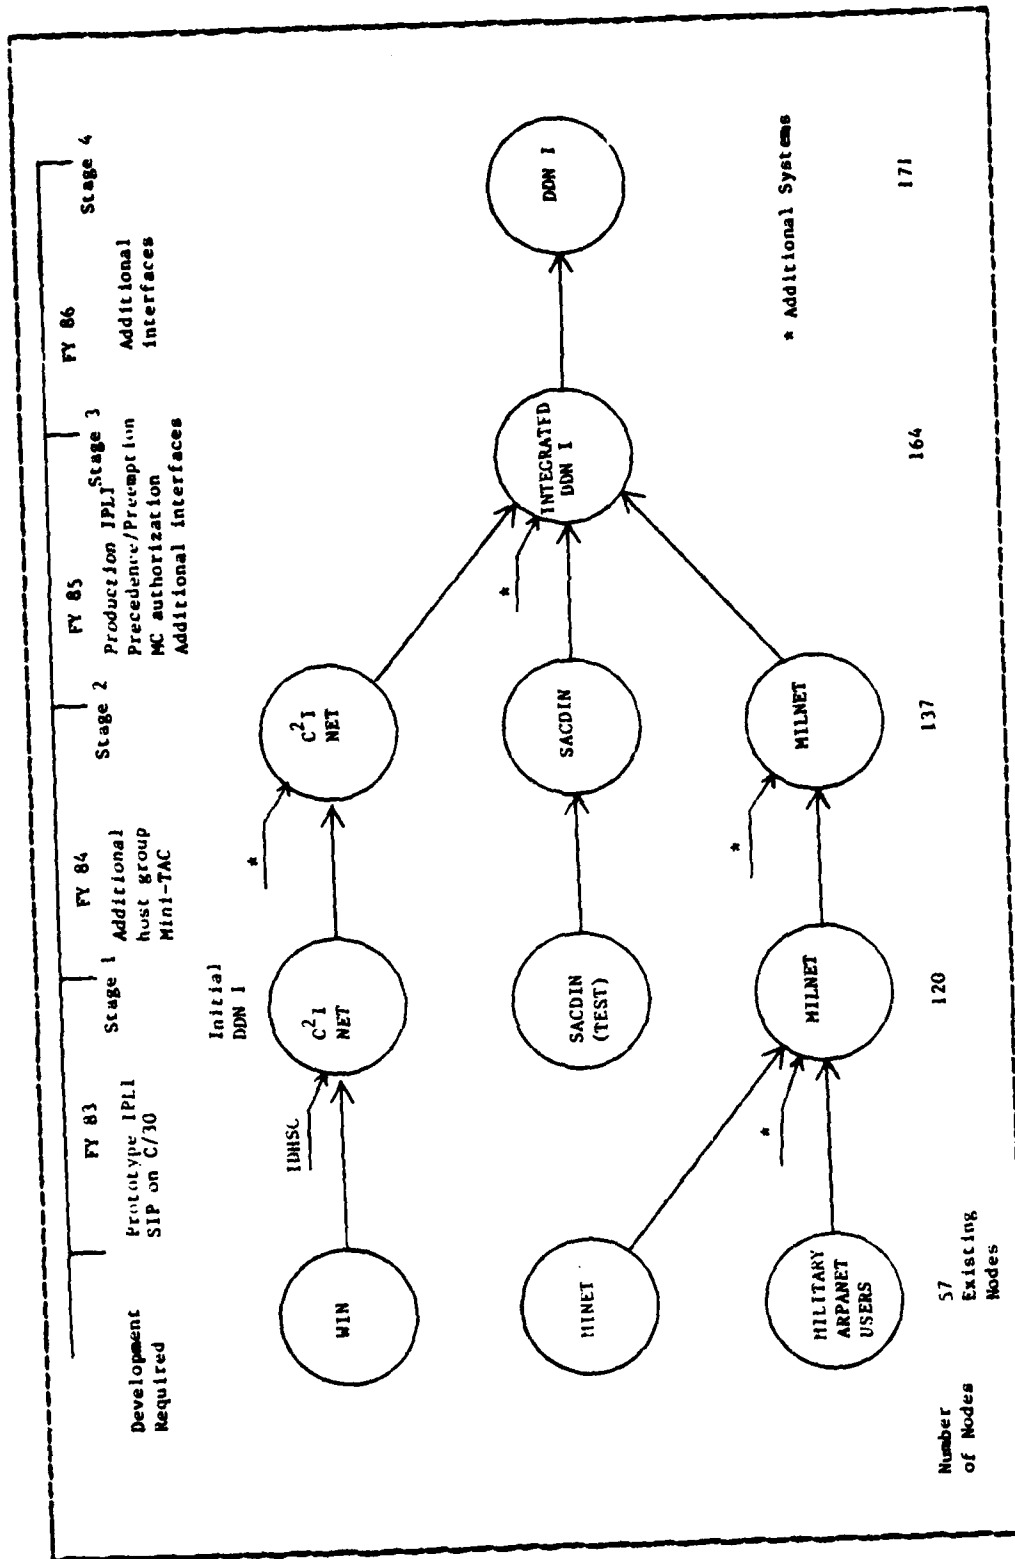 FY 83
FY 84
FY 85
FY 86
Stage 1
Stage 2
Stage 3
Stage 4
Development
Required
Prototype IPLI
SIP on C/30
Additional
host group
Mini-TAC
Production IPLI
Precedence/Preemption
MC authorization
Additional interfaces
Additional
interfaces
Initial
DDN I
WIN
IDHSC
C2I
NET
*
C2I
NET
MINET
SACDIN
(TEST)
SACDIN
*
INTEGRATED
DDN I
DDN I
MILITARY
ARPANET
USERS
*
MILNET
*
MILNET
* Additional Systems
Number
of Nodes
57
Existing
Nodes
120
137
164
171